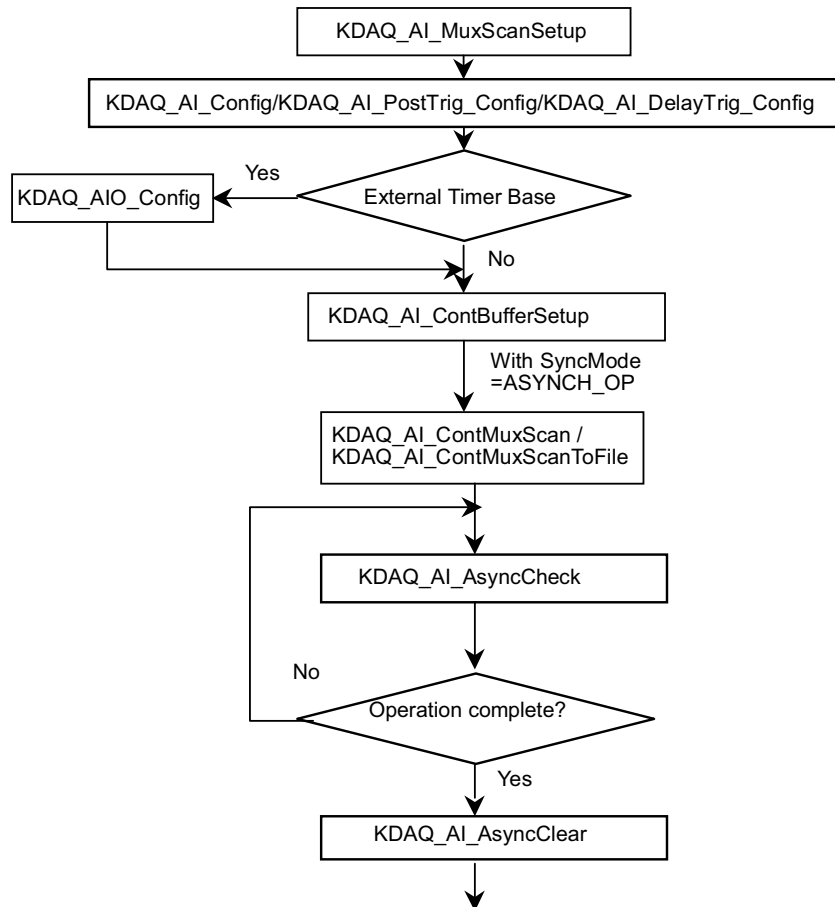 KDAQ_AI_MuxScanSetup
KDAQ_AI_Config/KDAQ_AI_PostTrig_Config/KDAQ_AI_DelayTrig_Config
Yes
KDAQ_AIO_Config
External Timer Base
No
KDAQ_AI_ContBufferSetup
With SyncMode
=ASYNCH_OP
KDAQ_AI_ContMuxScan /
KDAQ_AI_ContMuxScanToFile
KDAQ_AI_AsyncCheck
No
Operation complete?
Yes
KDAQ_AI_AsyncClear